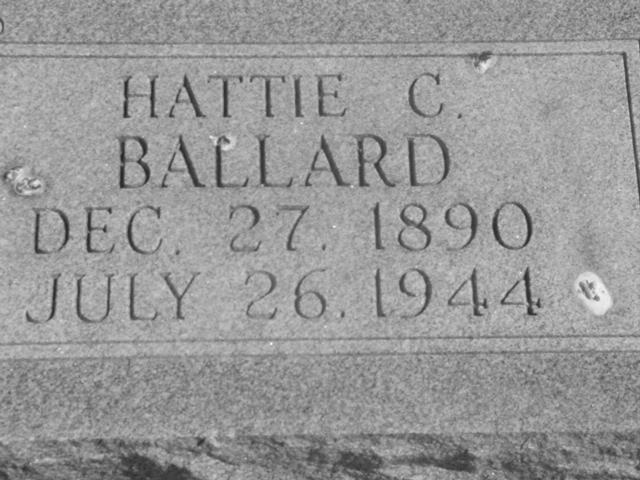 HATTIE C.
BALLARD
DEC. 27. 1890
JULY 26. 1944